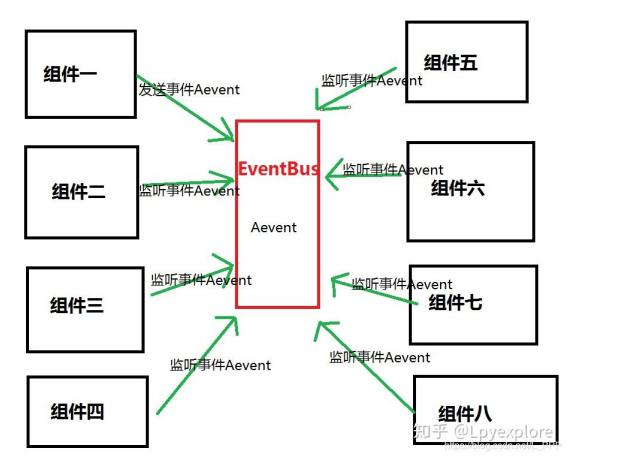 组件一
发送事件Aevent
组件二
监听事件Aevent
组件三
监听事件Aevent
组件四
监听事件Aevent
EventBus
Aevent
组件五
监听事件Aevent
组件六
监听事件Aevent
组件七
监听事件Aevent
组件八
监听事件Aevent
知乎 @Lpyexplore